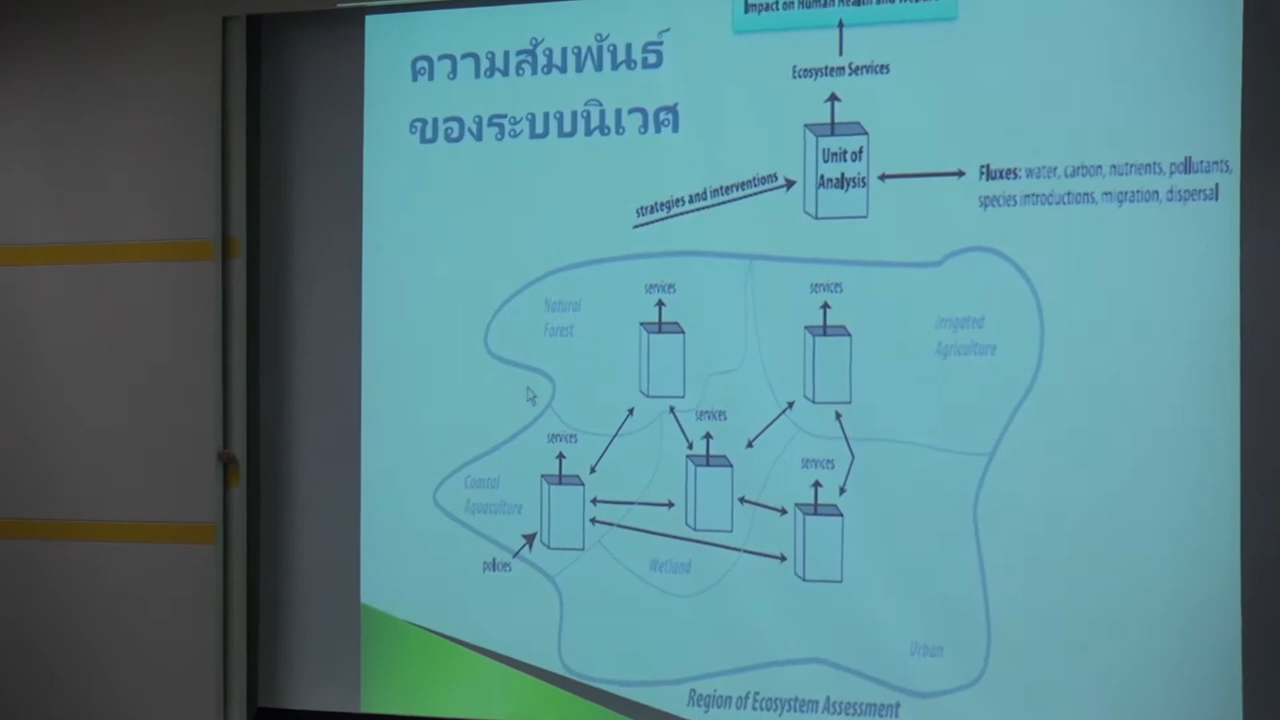 Impact on Human Health and
ความสัมพันธ์
ของระบบนิเวศ
Ecosystem Services
Unit of
Analysis
strategies and interventions
Fluxes: water, carbon, nutrients, pollutants,
species introductions, migration, dispersal
services
services
Natural
Forest
Irrigated
Agriculture
services
services
services
Coastal
Aquaculture
policies
Wetland
Urban
Region of Ecosystem Assessment